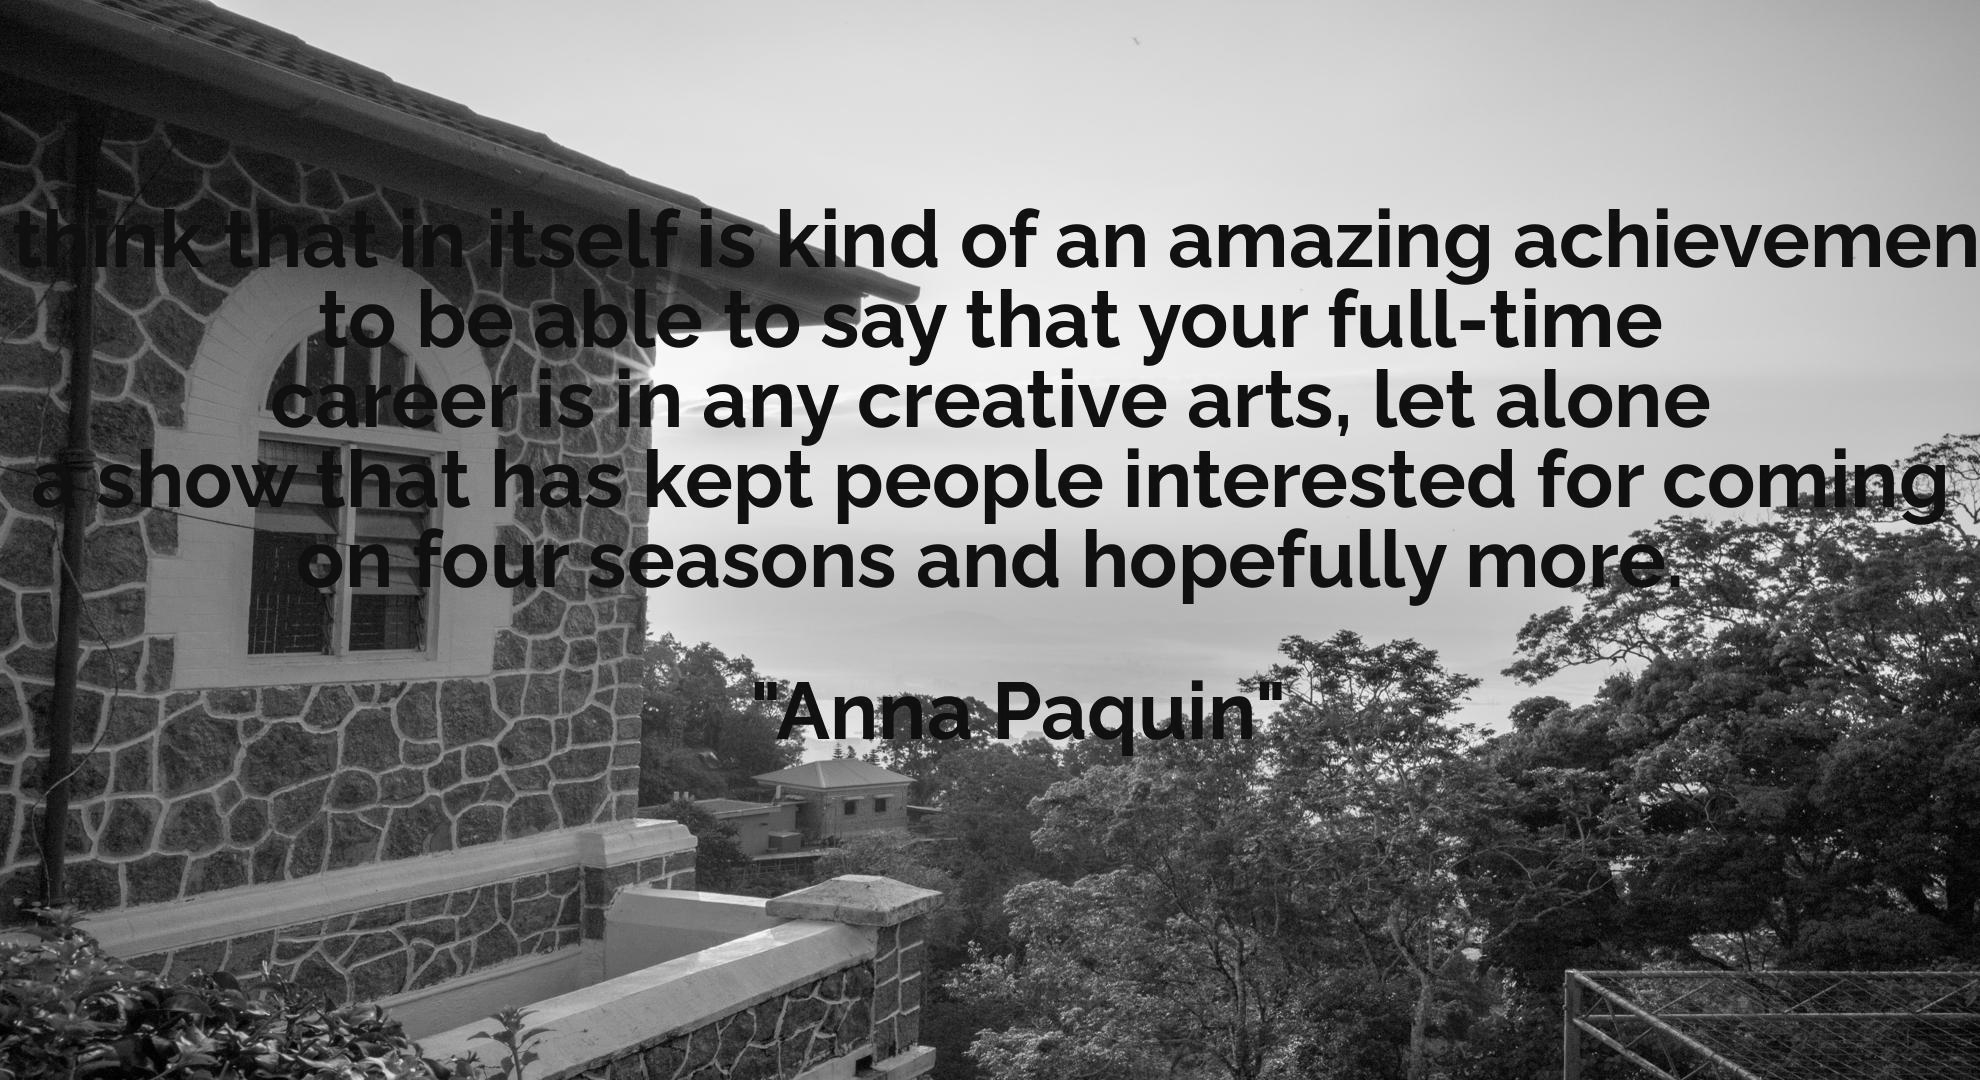 think that in itself is kind of an amazing achievemen
to be able to say that your full-time
career is in any creative arts, let alone
a show that has kept people interested for coming
on four seasons and hopefully more.
"Anna Paquin"